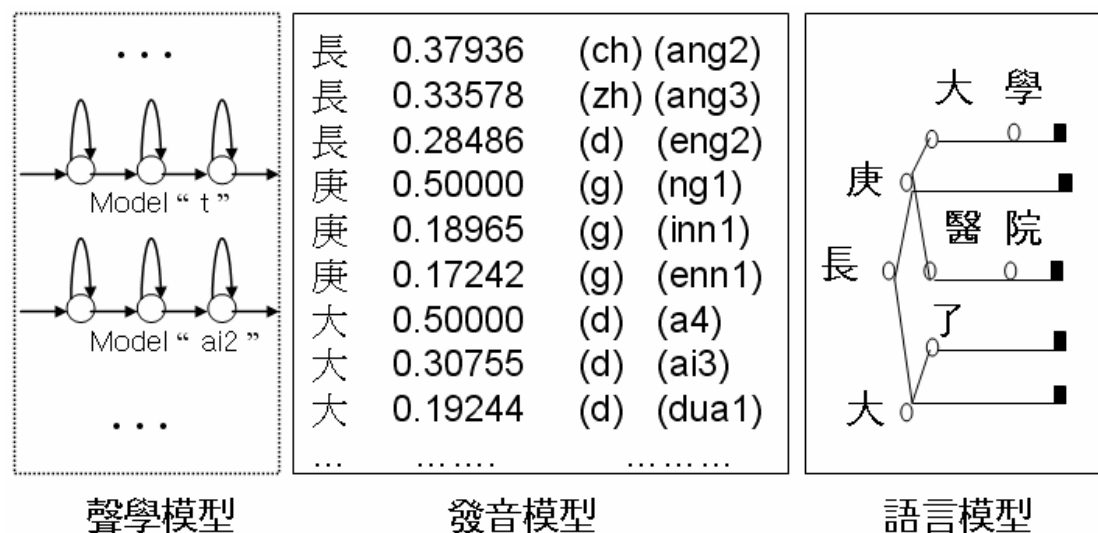 ...
Model “ t ”
Model “ ai2 ”
...
聲學模型
長 0.37936 (ch) (ang2)
長 0.33578 (zh) (ang3)
長 0.28486 (d) (eng2)
庚 0.50000 (g) (ng1)
庚 0.18965 (g) (inn1)
庚 0.17242 (g) (enn1)
大 0.50000 (d) (a4)
大 0.30755 (d) (ai3)
大 0.19244 (d) (dua1)
... ....... .........
發音模型
大 學
庚
醫 院
長
了
大
語言模型